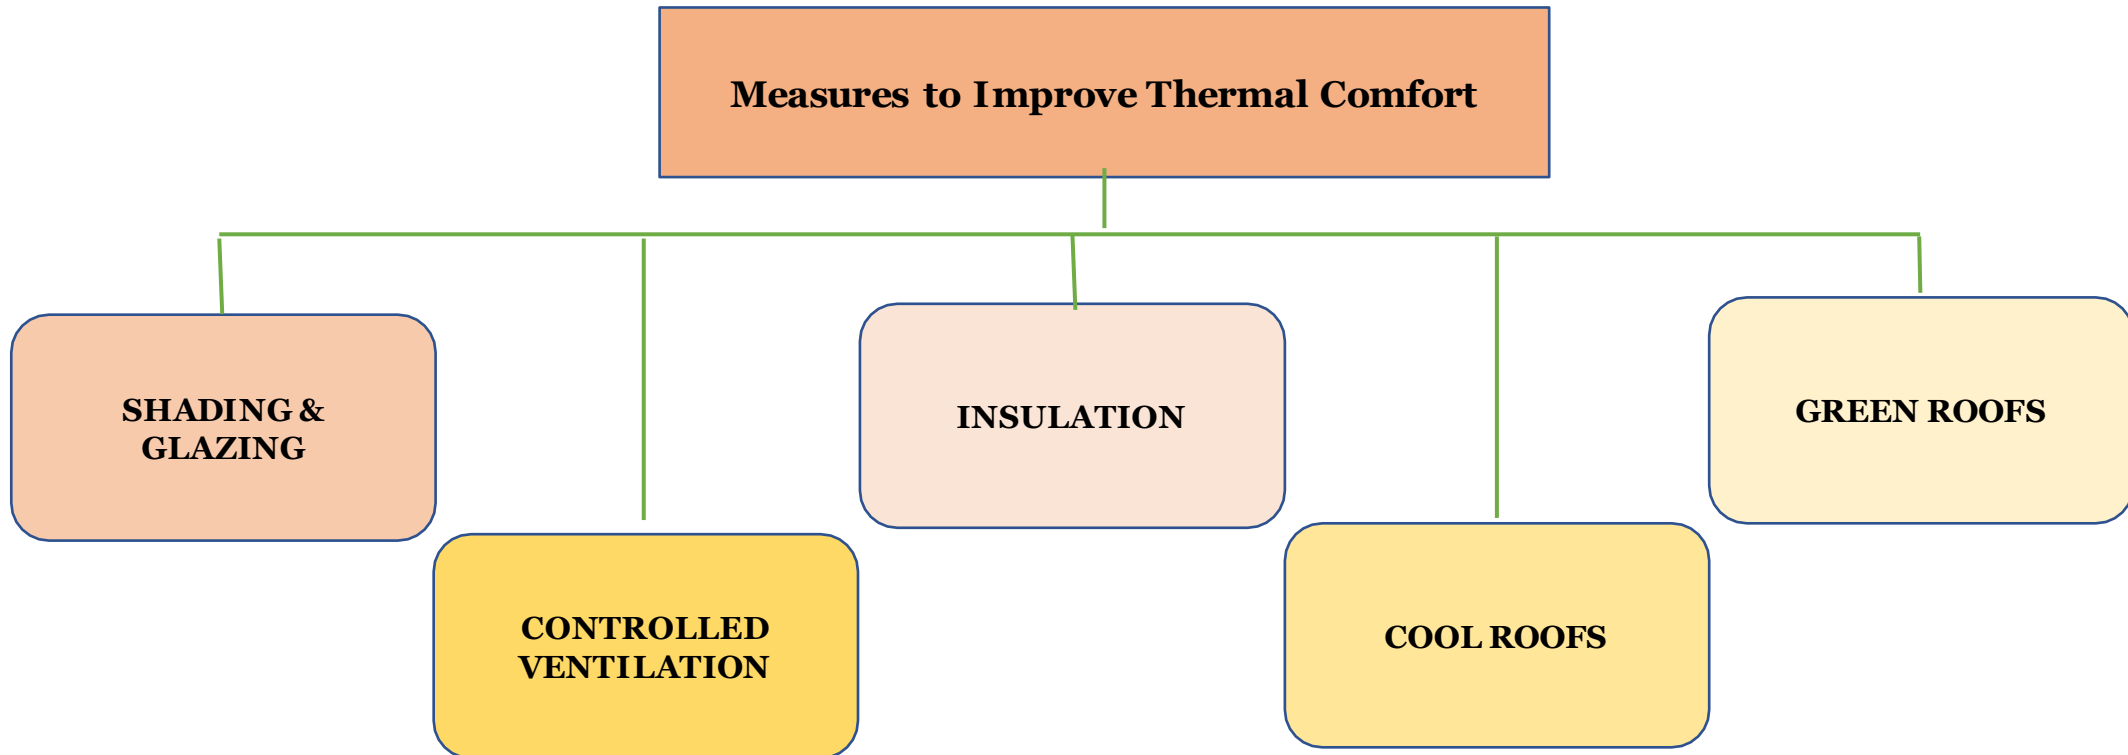 Measures to Improve Thermal Comfort
SHADING &
GLAZING
CONTROLLED
VENTILATION
INSULATION
COOL ROOFS
GREEN ROOFS